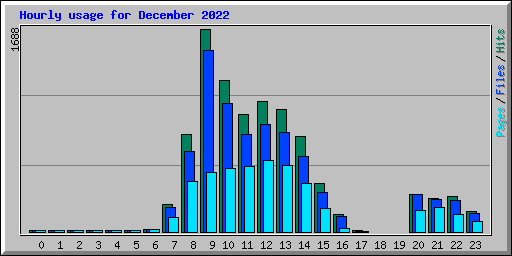 Hourly usage for December 2022
1688
Pages/Files/Hits
0 1 2 3 4 5 6 7 8 9 10 11 12 13 14 15 16 17 18 19 20 21 22 23